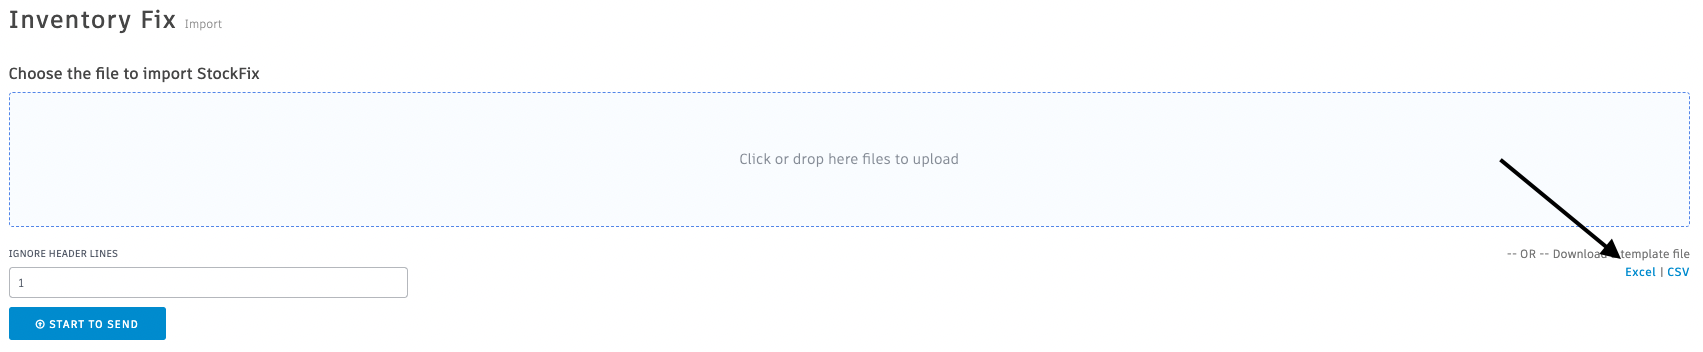 Inventory Fix Import
Choose the file to import StockFix
Click or drop here files to upload
IGNORE HEADER LINES
-- OR -- Download template file
1
Excel | CSV
START TO SEND